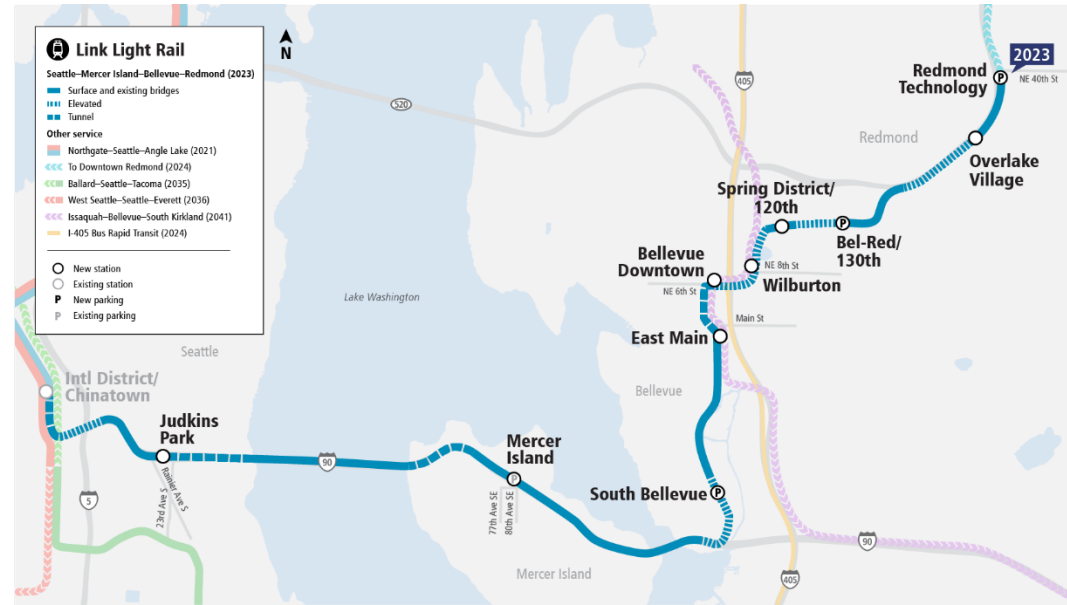 Link Light Rail
Seattle–Mercer Island–Bellevue–Redmond (2023)
Surface and existing bridges
Elevated
Tunnel
Other service
Northgate–Seattle–Angle Lake (2021)
To Downtown Redmond (2024)
Ballard–Seattle–Tacoma (2035)
West Seattle–Seattle–Everett (2036)
Issaquah–Bellevue–South Kirkland (2041)
I-405 Bus Rapid Transit (2024)
New station
Existing station
P New parking
P Existing parking
N
520
405
2023
Redmond
Technology
P
NE 40th St
Redmond
Overlake
Village
Spring District/
120th
P
Bel-Red/
130th
Bellevue
Downtown
NE 8th St
Wilburton
NE 6th St
Main St
East Main
Lake Washington
Seattle
Bellevue
Intl District/
Chinatown
Judkins
Park
Mercer
Island
P
90
South Bellevue
P
5
23rd Ave S
Rainier Ave S
77th Ave SE
80th Ave SE
90
Mercer Island
405